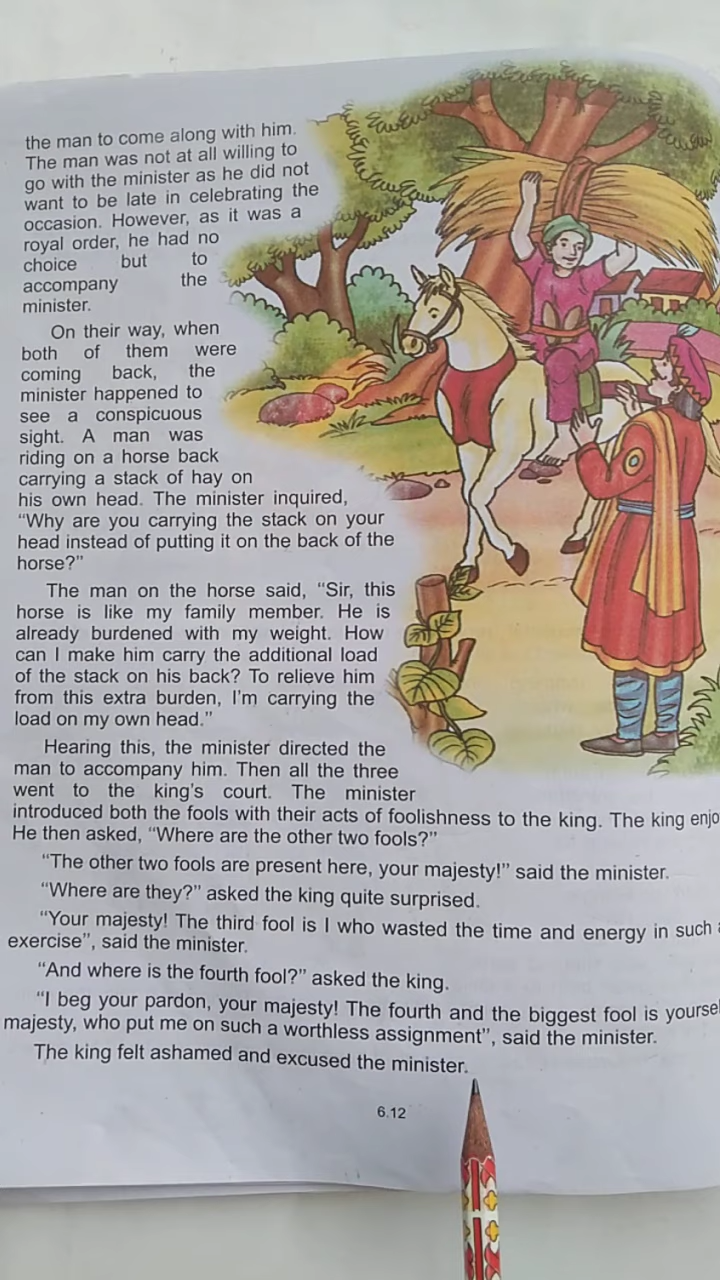 the man to come along with him.
The man was not at all willing to
go with the minister as he did not
want to be late in celebrating the
occasion. However, as it was a
royal order, he had no
choice but to
accompany the
minister.
On their way, when
both of them were
coming back, the
minister happened to
see a conspicuous
sight. A man was
riding on a horse back
carrying a stack of hay on
his own head. The minister inquired,
“Why are you carrying the stack on your
head instead of putting it on the back of the
horse?”
The man on the horse said, “Sir, this
horse is like my family member. He is
already burdened with my weight. How
can I make him carry the additional load
of the stack on his back? To relieve him
from this extra burden, I’m carrying the
load on my own head.”
Hearing this, the minister directed the
man to accompany him. Then all the three
went to the king’s court. The minister
introduced both the fools with their acts of foolishness to the king. The king
He then asked, “Where are the other two fools?”
“The other two fools are present here, your majesty!” said the minister.
“Where are they?” asked the king quite surprised.
“Your majesty! The third fool is I who wasted the time and energy in such
exercise”, said the minister.
“And where is the fourth fool?” asked the king.
“I beg your pardon, your majesty! The fourth and the biggest fool is
majesty, who put me on such a worthless assignment”, said the minister.
The king felt ashamed and excused the minister.
6.12